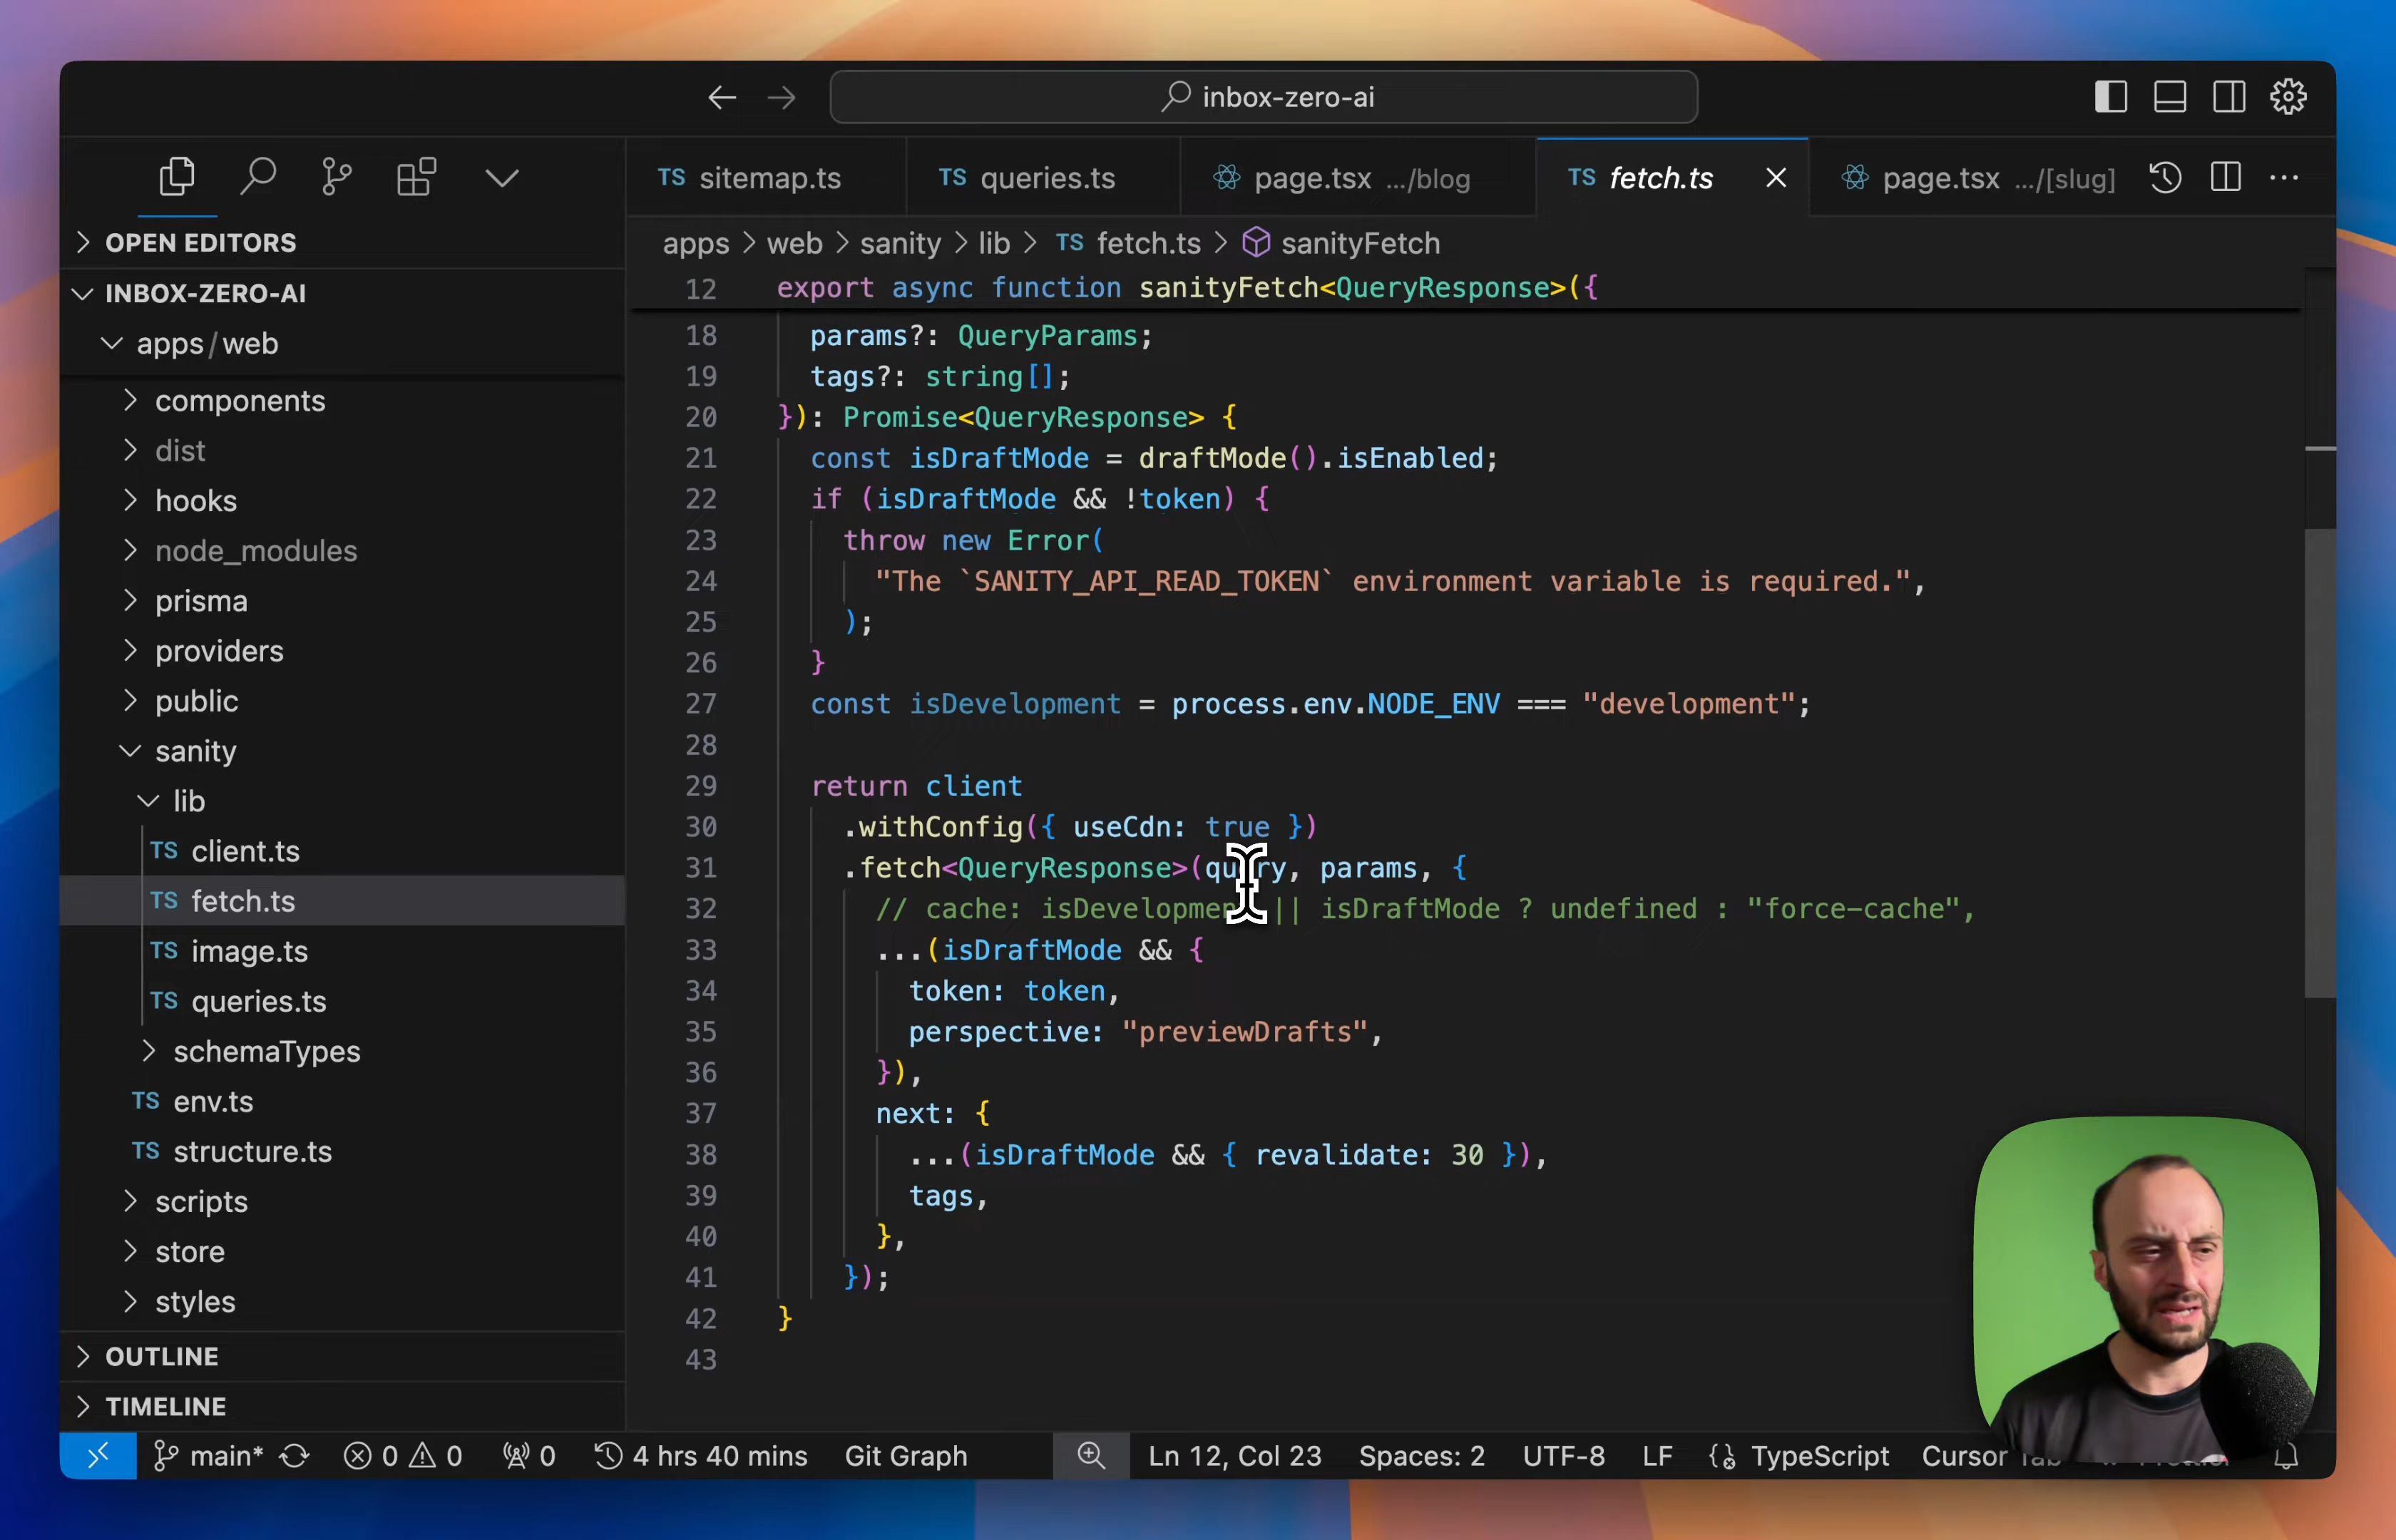 inbox-zero-ai
TS sitemap.ts
TS queries.ts
page.tsx .../blog
TS fetch.ts
page.tsx .../[slug]
OPEN EDITORS
INBOX-ZERO-AI
apps/web
components
dist
hooks
node_modules
prisma
providers
public
sanity
lib
TS client.ts
TS fetch.ts
TS image.ts
TS queries.ts
schemaTypes
TS env.ts
TS structure.ts
scripts
store
styles
OUTLINE
TIMELINE
apps > web > sanity > lib > TS fetch.ts > sanityFetch
12 export async function sanityFetch<QueryResponse>({
18 params?: QueryParams;
19 tags?: string[];
20 }): Promise<QueryResponse> {
21 const isDraftMode = draftMode().isEnabled;
22 if (isDraftMode && !token) {
23 throw new Error(
24 "The `SANITY_API_READ_TOKEN` environment variable is required.",
25 );
26 }
27 const isDevelopment = process.env.NODE_ENV === "development";
28
29 return client
30 .withConfig({ useCdn: true })
31 .fetch<QueryResponse>(query, params, {
32 // cache: isDevelopment || isDraftMode ? undefined : "force-cache",
33 ...(isDraftMode && {
34 token: token,
35 perspective: "previewDrafts",
36 }),
37 next: {
38 ...(isDraftMode && { revalidate: 30 }),
39 tags,
40 },
41 });
42 }
43
main* 0 0 0 4 hrs 40 mins Git Graph Ln 12, Col 23 Spaces: 2 UTF-8 LF TypeScript Cursor Tab